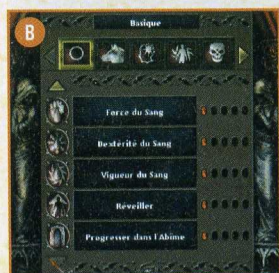 B
Basique
Force du Sang
Dextérité du Sang
Vigueur du Sang
Réveiller
Progresser dans l'Abîme